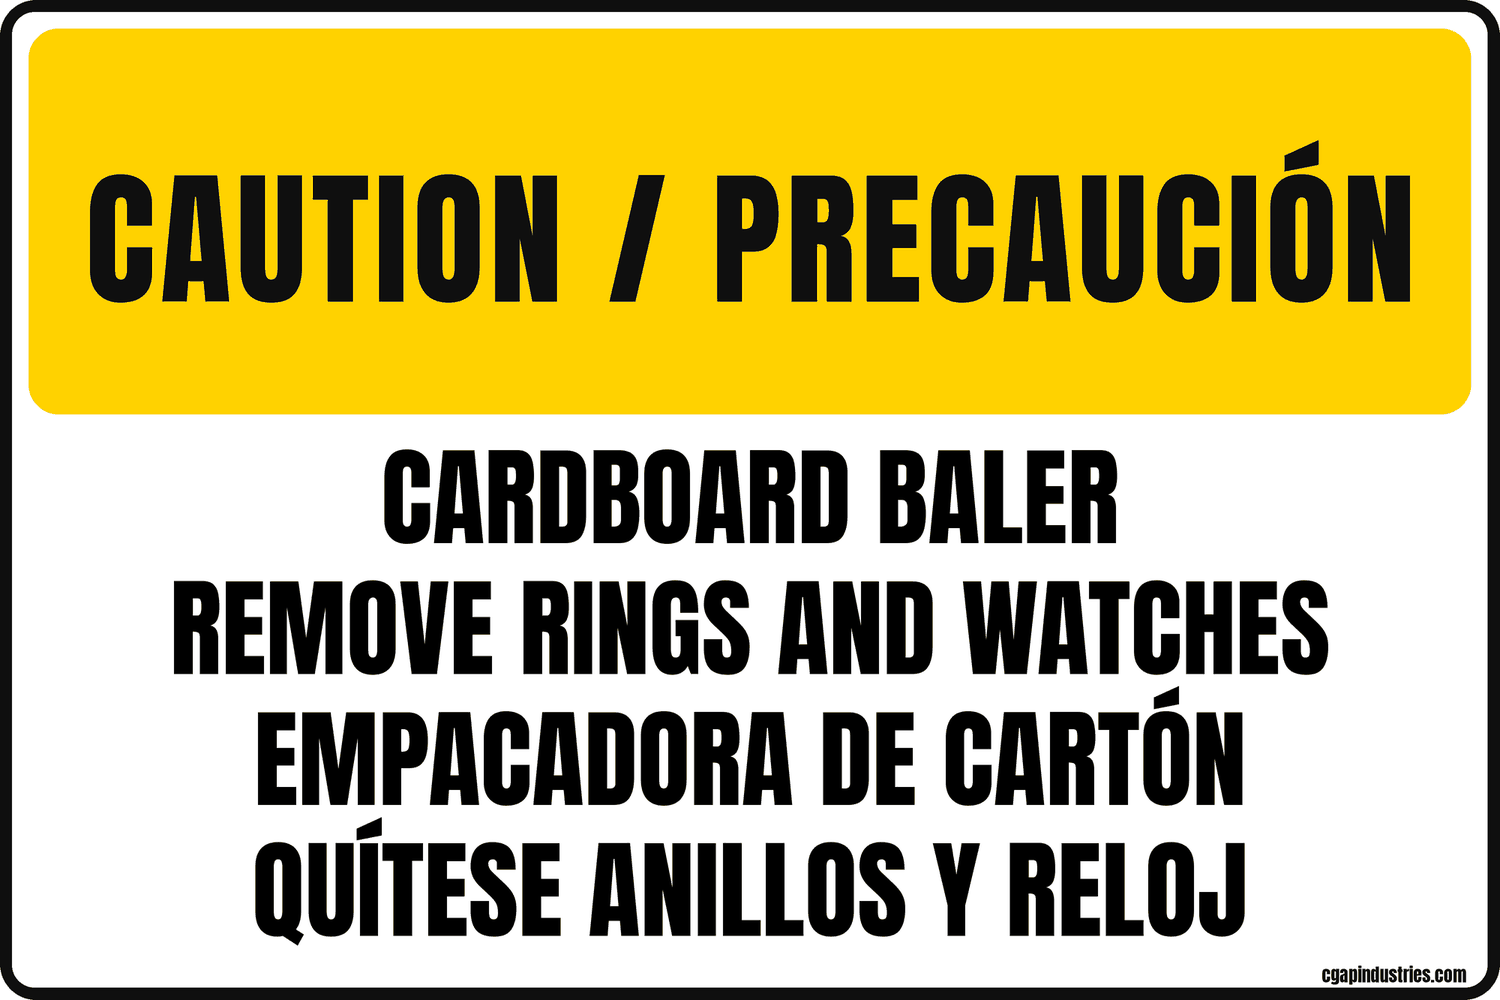 CAUTION / PRECAUCIÓN
CARDBOARD BALER
REMOVE RINGS AND WATCHES
EMPACADORA DE CARTÓN
QUÍTESE ANILLOS Y RELOJ
cgapindustries.com